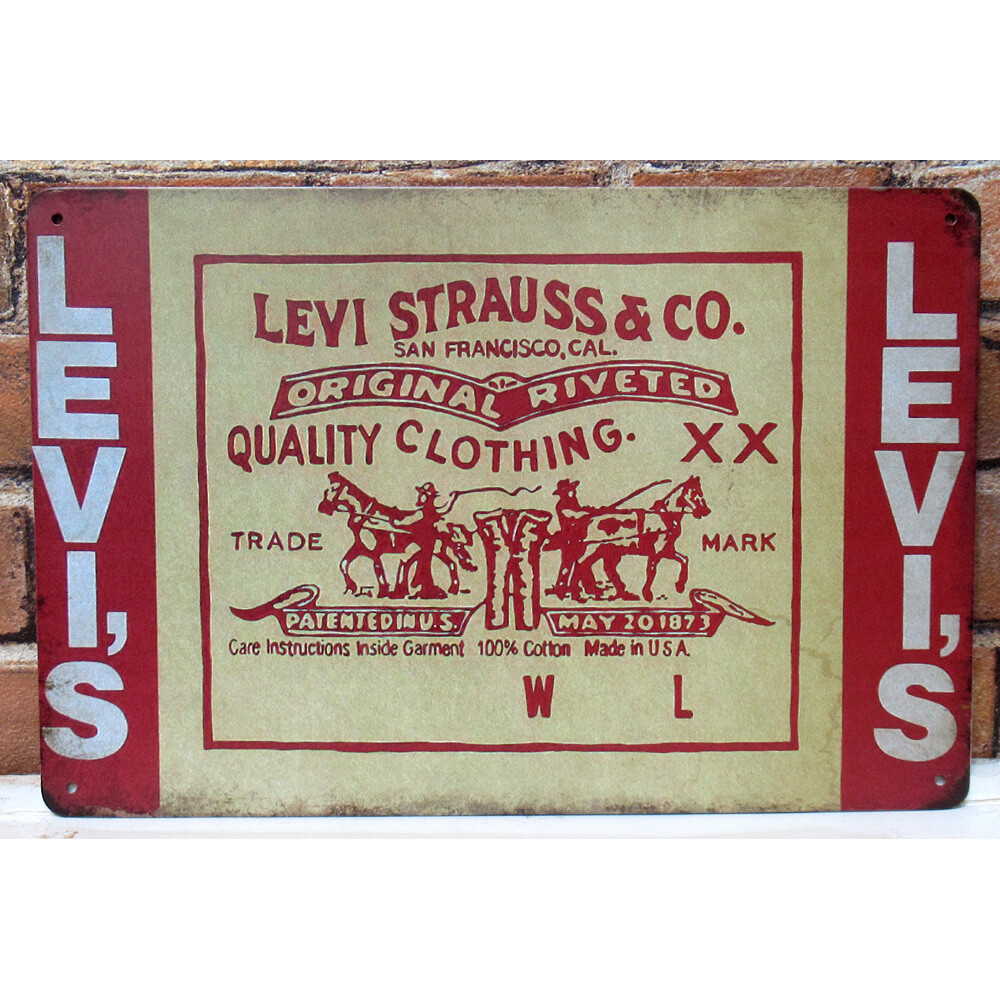 LEVI'S
LEVI STRAUSS & CO.
SAN FRANCISCO, CAL.
ORIGINAL RIVETED
QUALITY CLOTHING. XX
TRADE MARK
PATENTED IN U.S. MAY 20 1873
Care Instructions Inside Garment 100% Cotton Made in U S A.
W L
LEVI'S